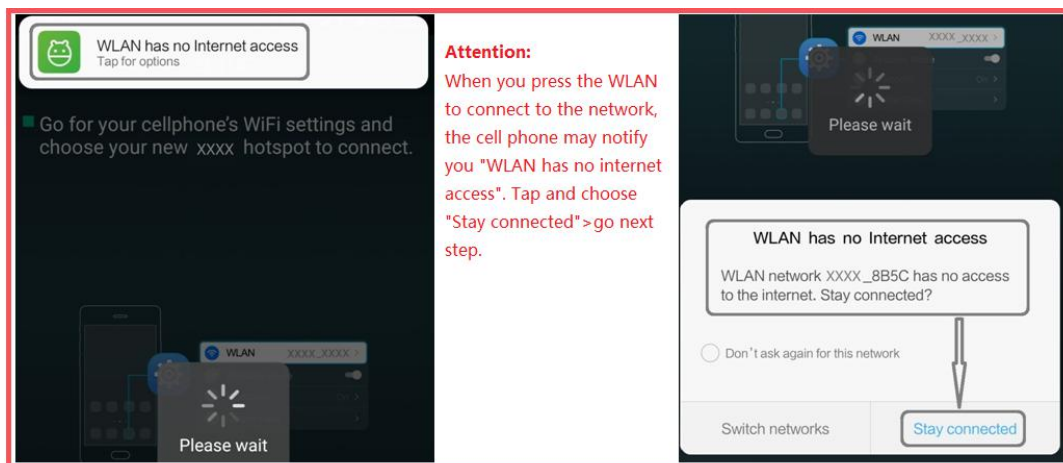 WLAN has no Internet access
Tap for options
Go for your cellphone's WiFi settings and
choose your new xxxx hotspot to connect.
WLAN XXXX_XXXX >
Please wait
Attention:
When you press the WLAN
to connect to the network,
the cell phone may notify
you "WLAN has no internet
access". Tap and choose
"Stay connected">go next
step.
WLAN XXXX_XXXX >
On >
Please wait
WLAN has no Internet access
WLAN network XXXX_8B5C has no access
to the internet. Stay connected?
Don't ask again for this network
Switch networks Stay connected